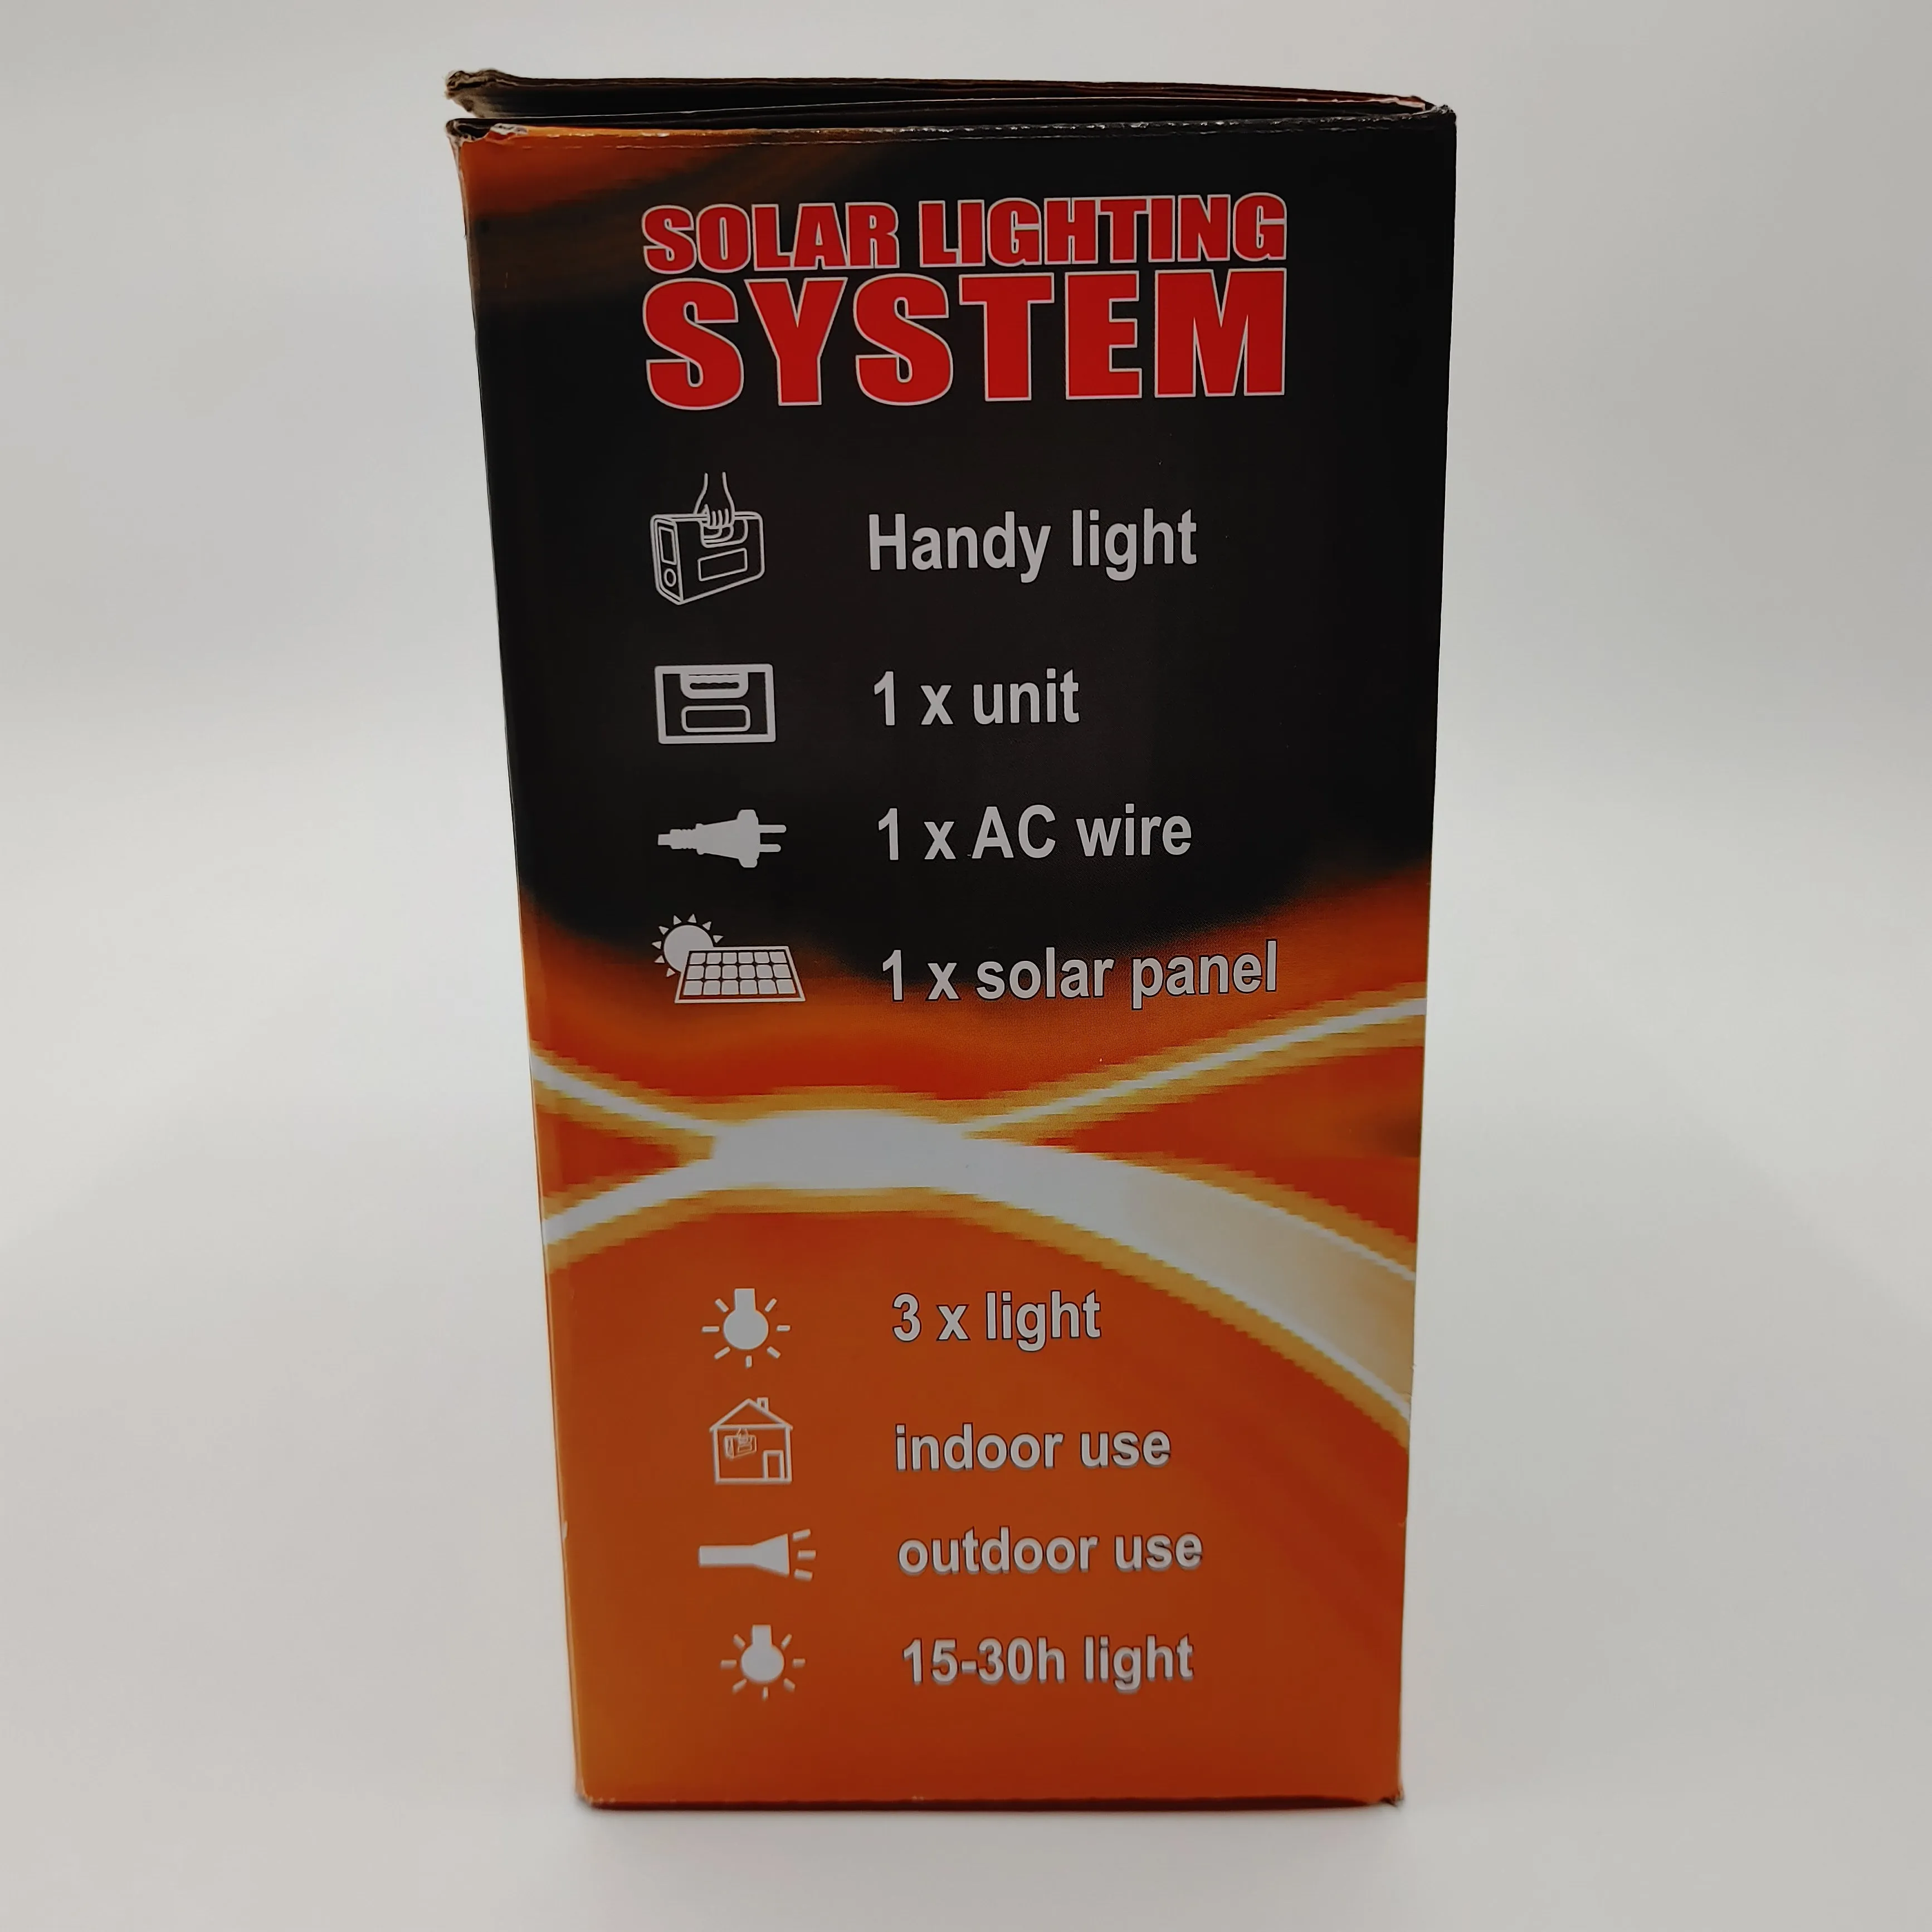 SOLAR LIGHTING
SYSTEM
Handy light
1 x unit
1 x AC wire
1 x solar panel
3 x light
indoor use
outdoor use
15-30h light